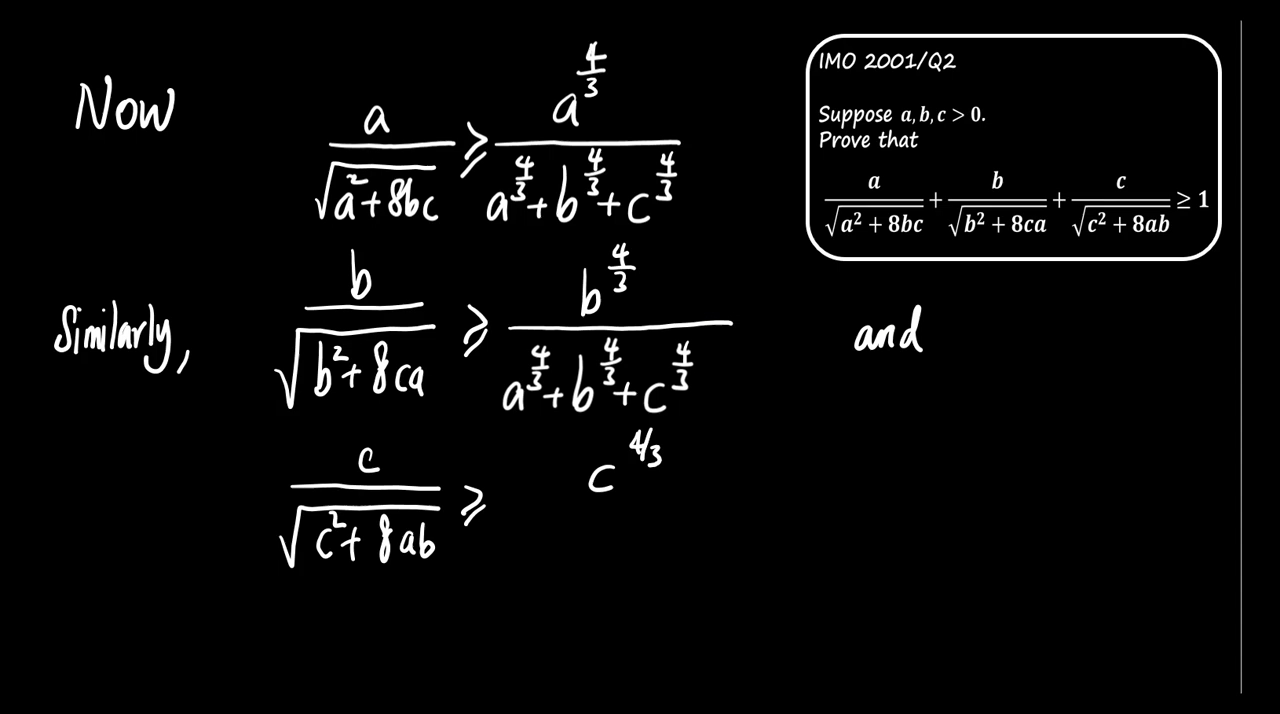 Now a/√(a²+8bc) ⩾ a^(4/3)/(a^(4/3)+b^(4/3)+c^(4/3))
Similarly, b/√(b²+8ca) ⩾ b^(4/3)/(a^(4/3)+b^(4/3)+c^(4/3)) and
c/√(c²+8ab) ⩾ c^(4/3)
IMO 2001/Q2
Suppose a, b, c > 0.
Prove that
a/√(a² + 8bc) + b/√(b² + 8ca) + c/√(c² + 8ab) ≥ 1